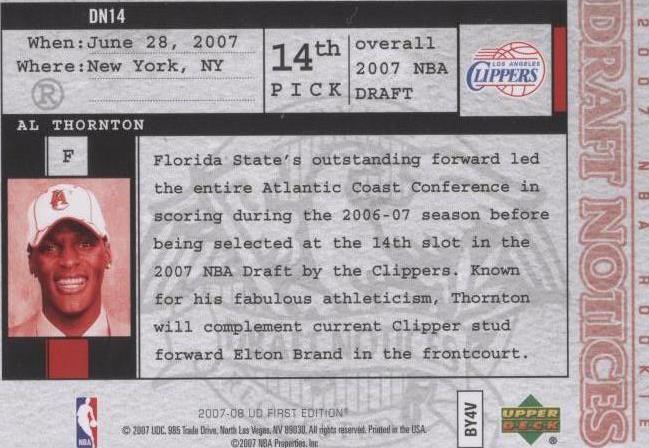 DN14
When: June 28, 2007
Where: New York, NY
®
14th
PICK
overall
2007 NBA
DRAFT
LOS ANGELES
CLIPPERS
AL THORNTON
F
Florida State's outstanding forward led
the entire Atlantic Coast Conference in
scoring during the 2006-07 season before
being selected at the 14th slot in the
2007 NBA Draft by the Clippers. Known
for his fabulous athleticism, Thornton
will complement current Clipper stud
forward Elton Brand in the frontcourt.
DRAFT NOTICES
2007 NBA ROOKIE
2007-08 UD FIRST EDITION®
© 2007 UDC. 985 Trade Drive, North Las Vegas, NV 89030. All rights reserved. Printed in the USA.
©2007 NBA Properties, Inc.
NBA
BY4V
UPPER
DECK
®